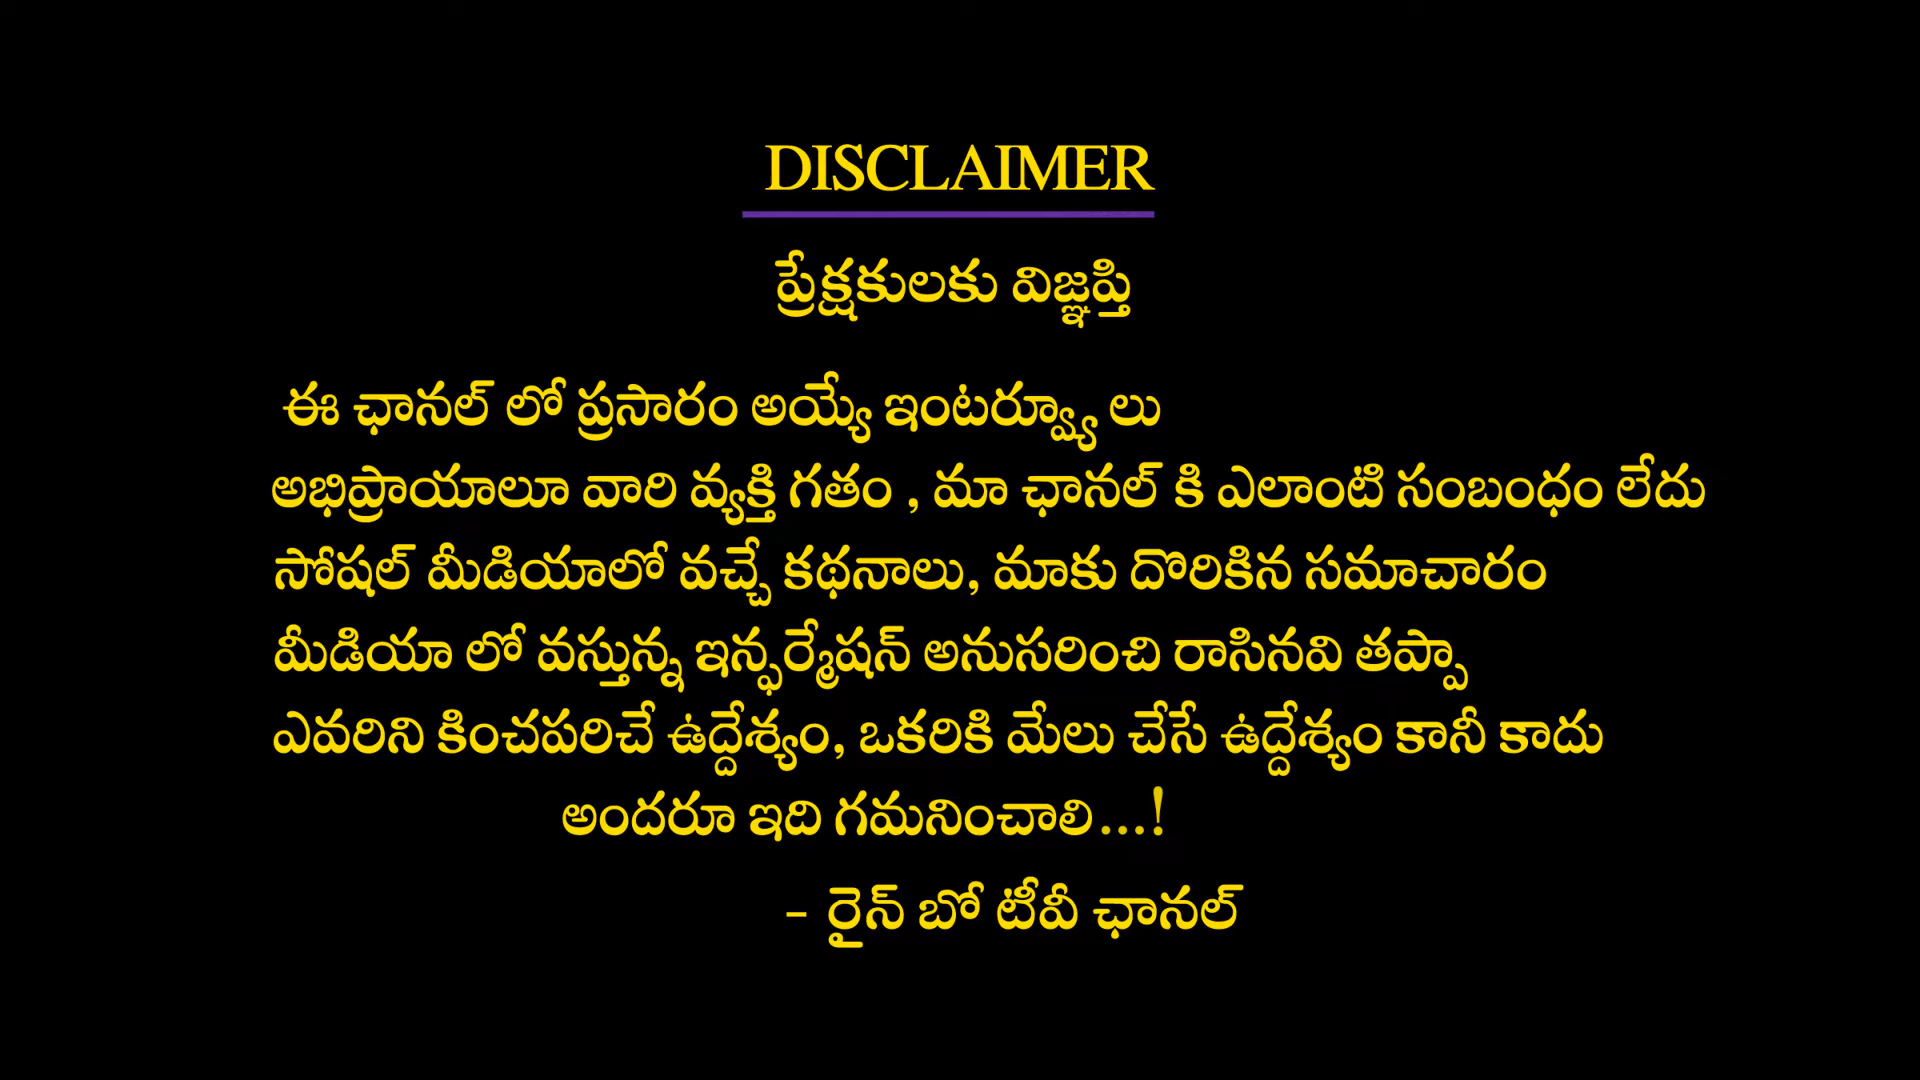 DISCLAIMER
ప్రేక్షకులకు విజ్ఞప్తి
ఈ ఛానల్ లో ప్రసారం అయ్యే ఇంటర్వ్యూ లు
అభిప్రాయాలూ వారి వ్యక్తి గతం , మా ఛానల్ కి ఎలాంటి సంబంధం లేదు
సోషల్ మీడియాలో వచ్చే కథనాలు, మాకు దొరికిన సమాచారం
మీడియా లో వస్తున్న ఇన్ఫర్మేషన్ అనుసరించి రాసినవి తప్పా
ఎవరిని కించపరిచే ఉద్దేశ్యం, ఒకరికి మేలు చేసే ఉద్దేశ్యం కానీ కాదు
అందరూ ఇది గమనించాలి...!
- రైన్ బో టీవీ ఛానల్